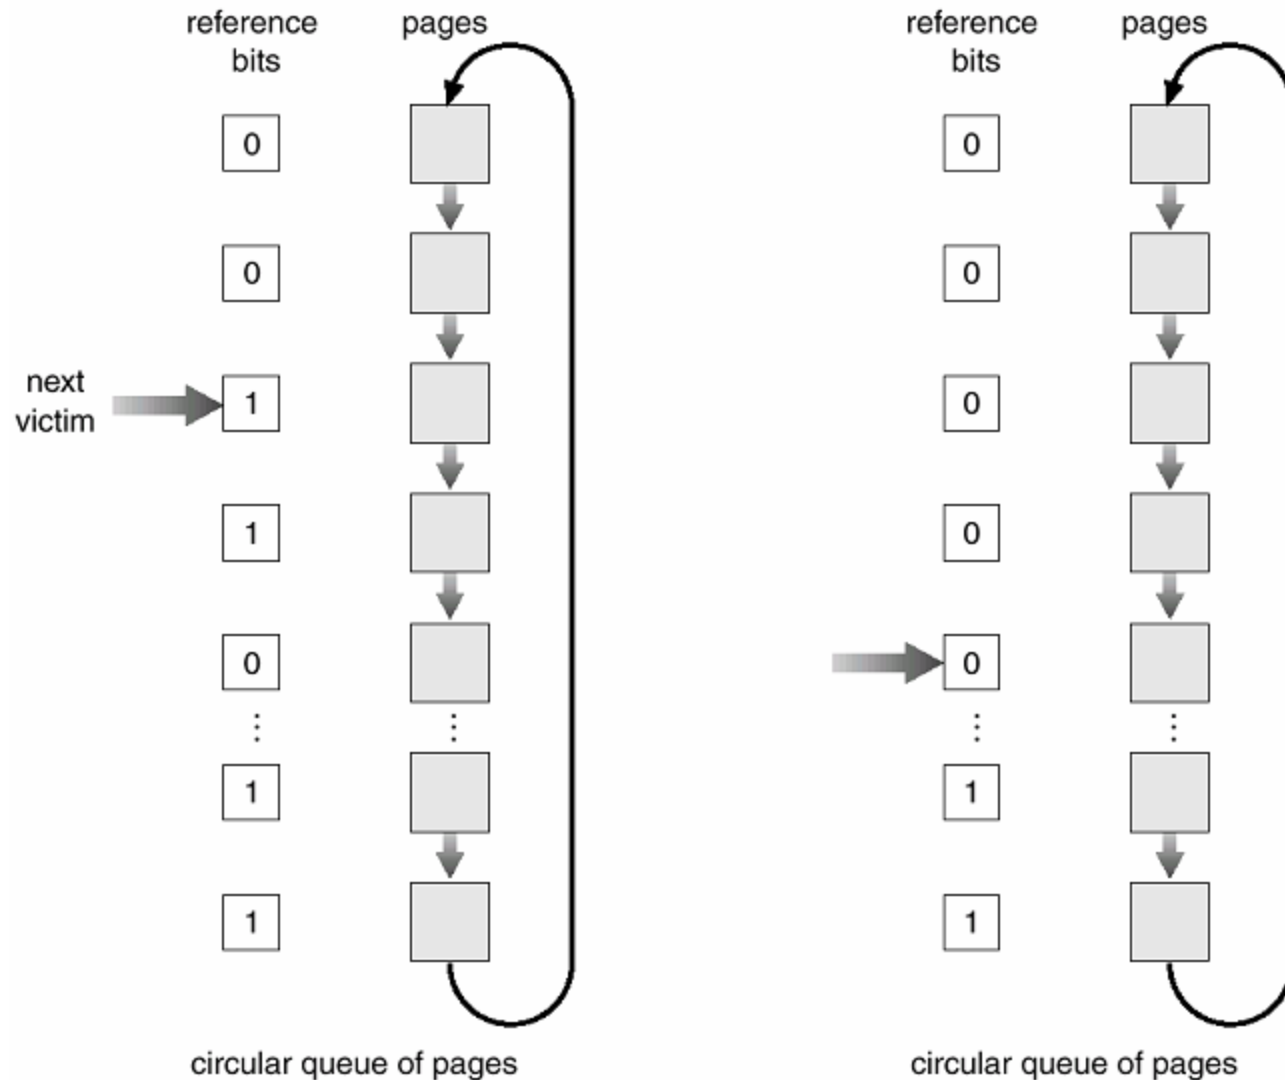 reference
bits
pages
0
0
next
victim
1
1
0
1
1
circular queue of pages
reference
bits
pages
0
0
0
0
0
1
1
circular queue of pages